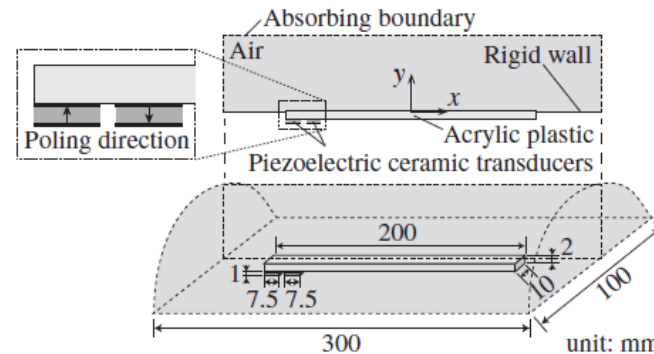 Absorbing boundary
Air
Rigid wall
y
x
Poling direction
Acrylic plastic
Piezoelectric ceramic transducers
200
2
1
10
7.5 7.5
100
300
unit: mm